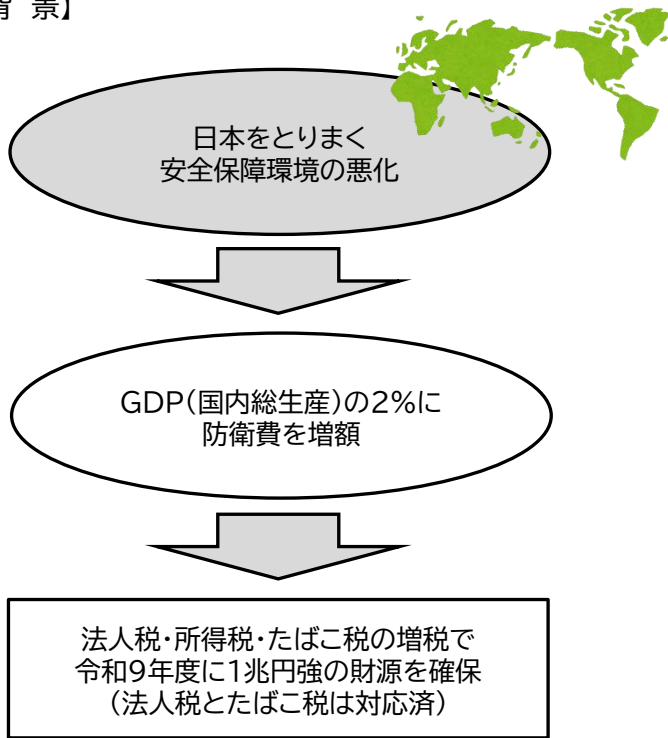 背 景】
日本をとりまく
安全保障環境の悪化
GDP(国内総生産)の2%に
防衛費を増額
法人税・所得税・たばこ税の増税で
令和9年度に1兆円強の財源を確保
(法人税とたばこ税は対応済)